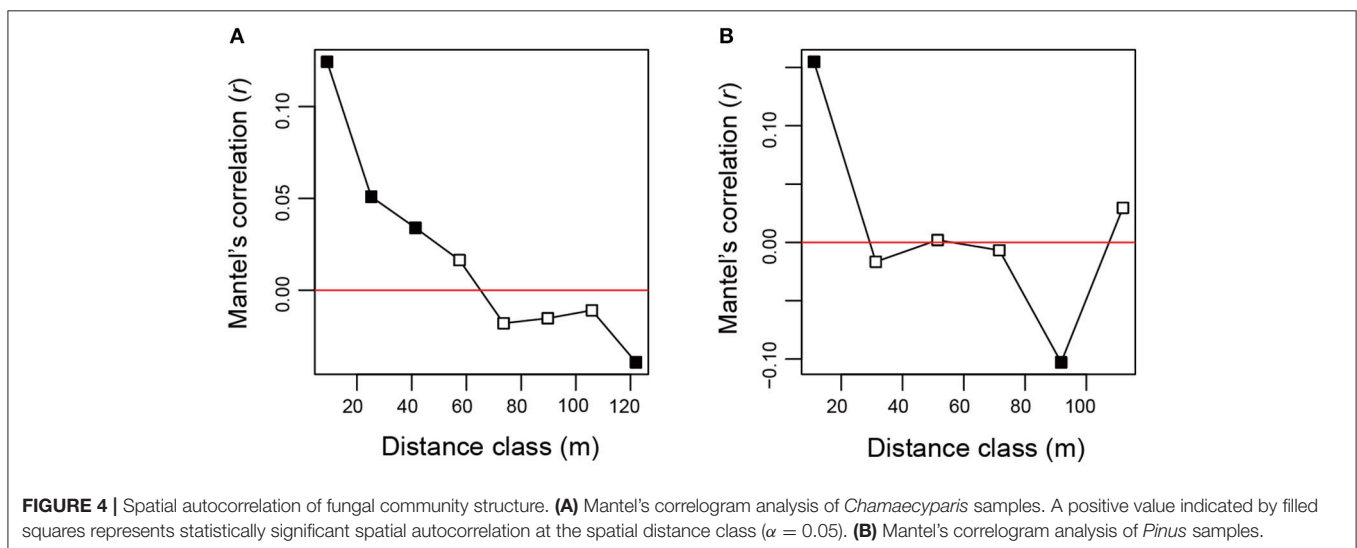 A
Mantel's correlation (r)
0.10
0.05
0.00
20 40 60 80 100 120
Distance class (m)
B
Mantel's correlation (r)
0.10
0.00
−0.10
20 40 60 80 100
Distance class (m)
FIGURE 4 | Spatial autocorrelation of fungal community structure. (A) Mantel's correlogram analysis of Chamaecyparis samples. A positive value indicated by filled
squares represents statistically significant spatial autocorrelation at the spatial distance class (α = 0.05). (B) Mantel's correlogram analysis of Pinus samples.